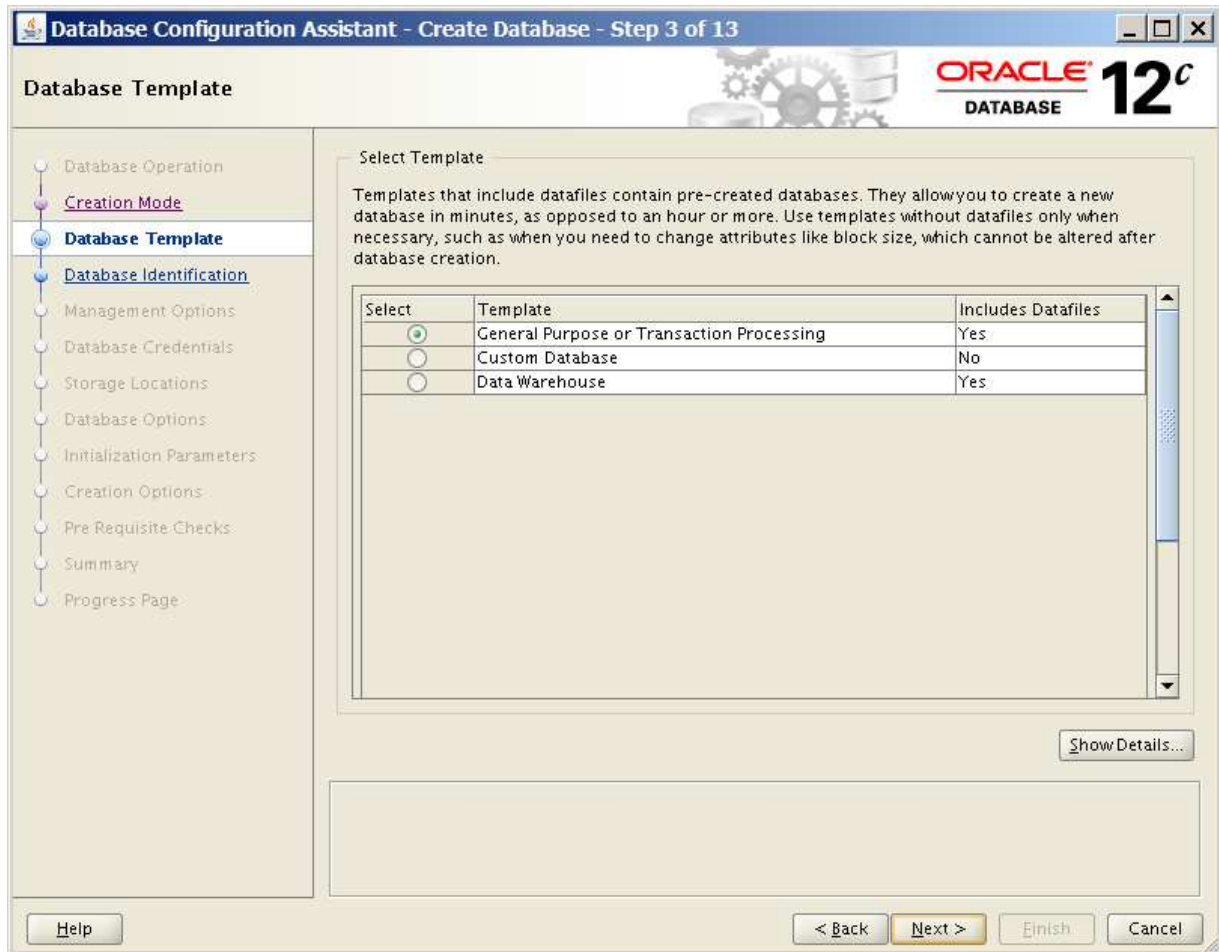 Database Configuration Assistant - Create Database - Step 3 of 13
Database Template
ORACLE
DATABASE
12c
Database Operation
Creation Mode
Database Template
Database Identification
Management Options
Database Credentials
Storage Locations
Database Options
Initialization Parameters
Creation Options
Pre Requisite Checks
Summary
Progress Page
Select Template
Templates that include datafiles contain pre-created databases. They allow you to create a new
database in minutes, as opposed to an hour or more. Use templates without datafiles only when
necessary, such as when you need to change attributes like block size, which cannot be altered after
database creation.
Select Template Includes Datafiles
General Purpose or Transaction Processing Yes
Custom Database No
Data Warehouse Yes
Show Details...
Help < Back Next > Finish Cancel